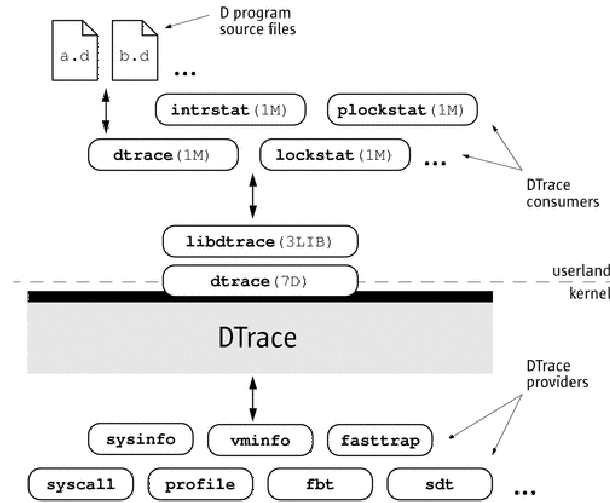 D program
source files
a.d b.d ...
intrstat(1M) plockstat(1M)
dtrace(1M) lockstat(1M) ...
DTrace
consumers
libdtrace(3LIB)
dtrace(7D)
userland
kernel
DTrace
DTrace
providers
sysinfo vminfo fasttrap
syscall profile fbt sdt ...